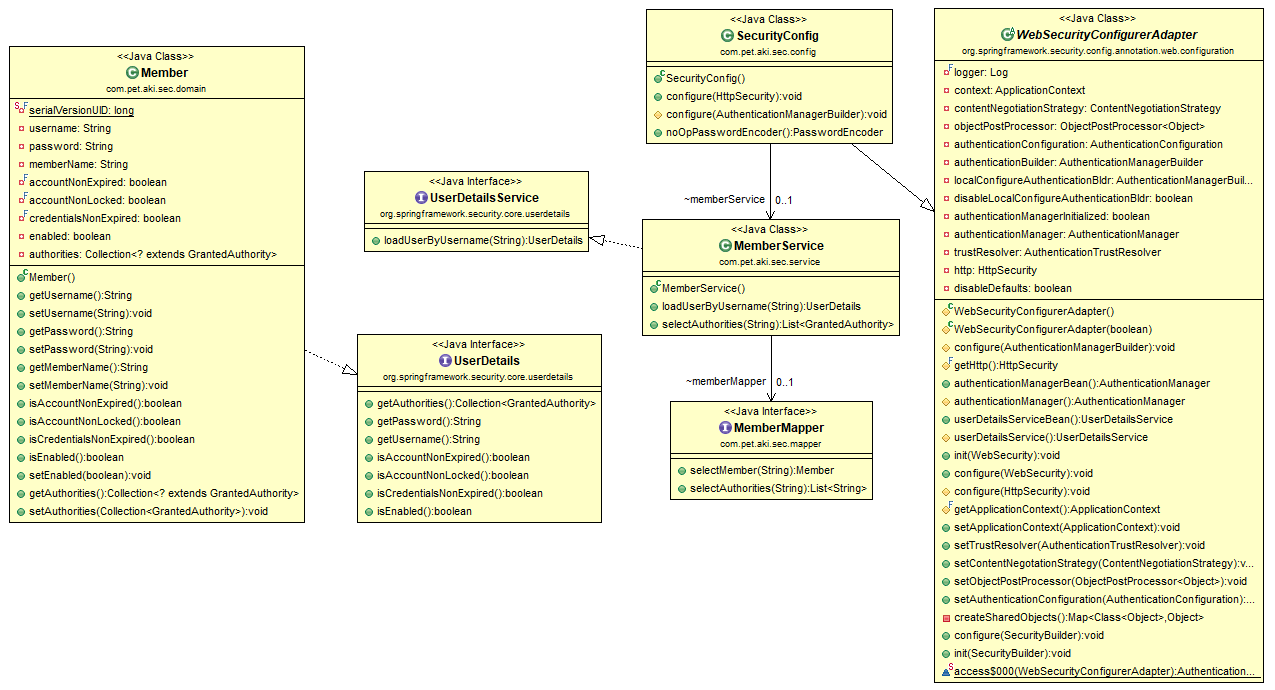 <<Java Class>>
Member
com.pet.aki.sec.domain
serialVersionUID: long
username: String
password: String
memberName: String
accountNonExpired: boolean
accountNonLocked: boolean
credentialsNonExpired: boolean
enabled: boolean
authorities: Collection<? extends GrantedAuthority>
Member()
getUsername():String
setUsername(String):void
getPassword():String
setPassword(String):void
getMemberName():String
setMemberName(String):void
isAccountNonExpired():boolean
isAccountNonLocked():boolean
isCredentialsNonExpired():boolean
isEnabled():boolean
setEnabled(boolean):void
getAuthorities():Collection<? extends GrantedAuthority>
setAuthorities(Collection<GrantedAuthority>):void
<<Java Interface>>
UserDetailsService
org.springframework.security.core.userdetails
loadUserByUsername(String):UserDetails
<<Java Interface>>
UserDetails
org.springframework.security.core.userdetails
getAuthorities():Collection<GrantedAuthority>
getPassword():String
getUsername():String
isAccountNonExpired():boolean
isAccountNonLocked():boolean
isCredentialsNonExpired():boolean
isEnabled():boolean
<<Java Class>>
SecurityConfig
com.pet.aki.sec.config
SecurityConfig()
configure(HttpSecurity):void
configure(AuthenticationManagerBuilder):void
noOpPasswordEncoder():PasswordEncoder
~memberService 0..1
<<Java Class>>
MemberService
com.pet.aki.sec.service
MemberService()
loadUserByUsername(String):UserDetails
selectAuthorities(String):List<GrantedAuthority>
~memberMapper 0..1
<<Java Interface>>
MemberMapper
com.pet.aki.sec.mapper
selectMember(String):Member
selectAuthorities(String):List<String>
<<Java Class>>
WebSecurityConfigurerAdapter
org.springframework.security.config.annotation.web.configuration
logger: Log
context: ApplicationContext
contentNegotiationStrategy: ContentNegotiationStrategy
objectPostProcessor: ObjectPostProcessor<Object>
authenticationConfiguration: AuthenticationConfiguration
authenticationBuilder: AuthenticationManagerBuilder
localConfigureAuthenticationBldr: AuthenticationManagerBuil...
disableLocalConfigureAuthenticationBldr: boolean
authenticationManagerInitialized: boolean
authenticationManager: AuthenticationManager
trustResolver: AuthenticationTrustResolver
http: HttpSecurity
disableDefaults: boolean
WebSecurityConfigurerAdapter()
WebSecurityConfigurerAdapter(boolean)
configure(AuthenticationManagerBuilder):void
getHttp():HttpSecurity
authenticationManagerBean():AuthenticationManager
authenticationManager():AuthenticationManager
userDetailsServiceBean():UserDetailsService
userDetailsService():UserDetailsService
init(WebSecurity):void
configure(WebSecurity):void
configure(HttpSecurity):void
getApplicationContext():ApplicationContext
setApplicationContext(ApplicationContext):void
setTrustResolver(AuthenticationTrustResolver):void
setContentNegotationStrategy(ContentNegotiationStrategy):v...
setObjectPostProcessor(ObjectPostProcessor<Object>):void
setAuthenticationConfiguration(AuthenticationConfiguration):...
createSharedObjects():Map<Class<Object>,Object>
configure(SecurityBuilder):void
init(SecurityBuilder):void
access$000(WebSecurityConfigurerAdapter):Authentication...